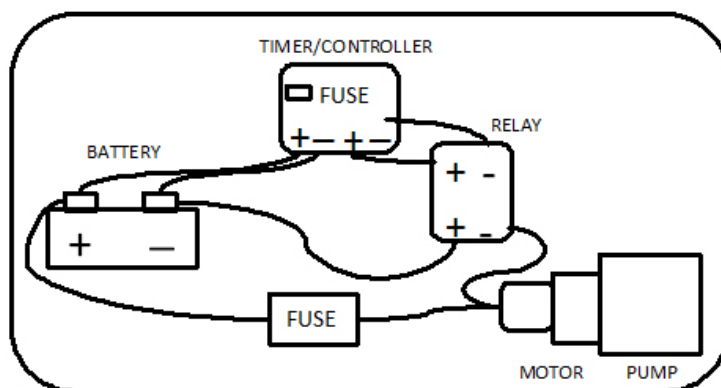 TIMER/CONTROLLER
FUSE
+ – + –
RELAY
BATTERY
+ -
+ -
+ –
FUSE
MOTOR PUMP